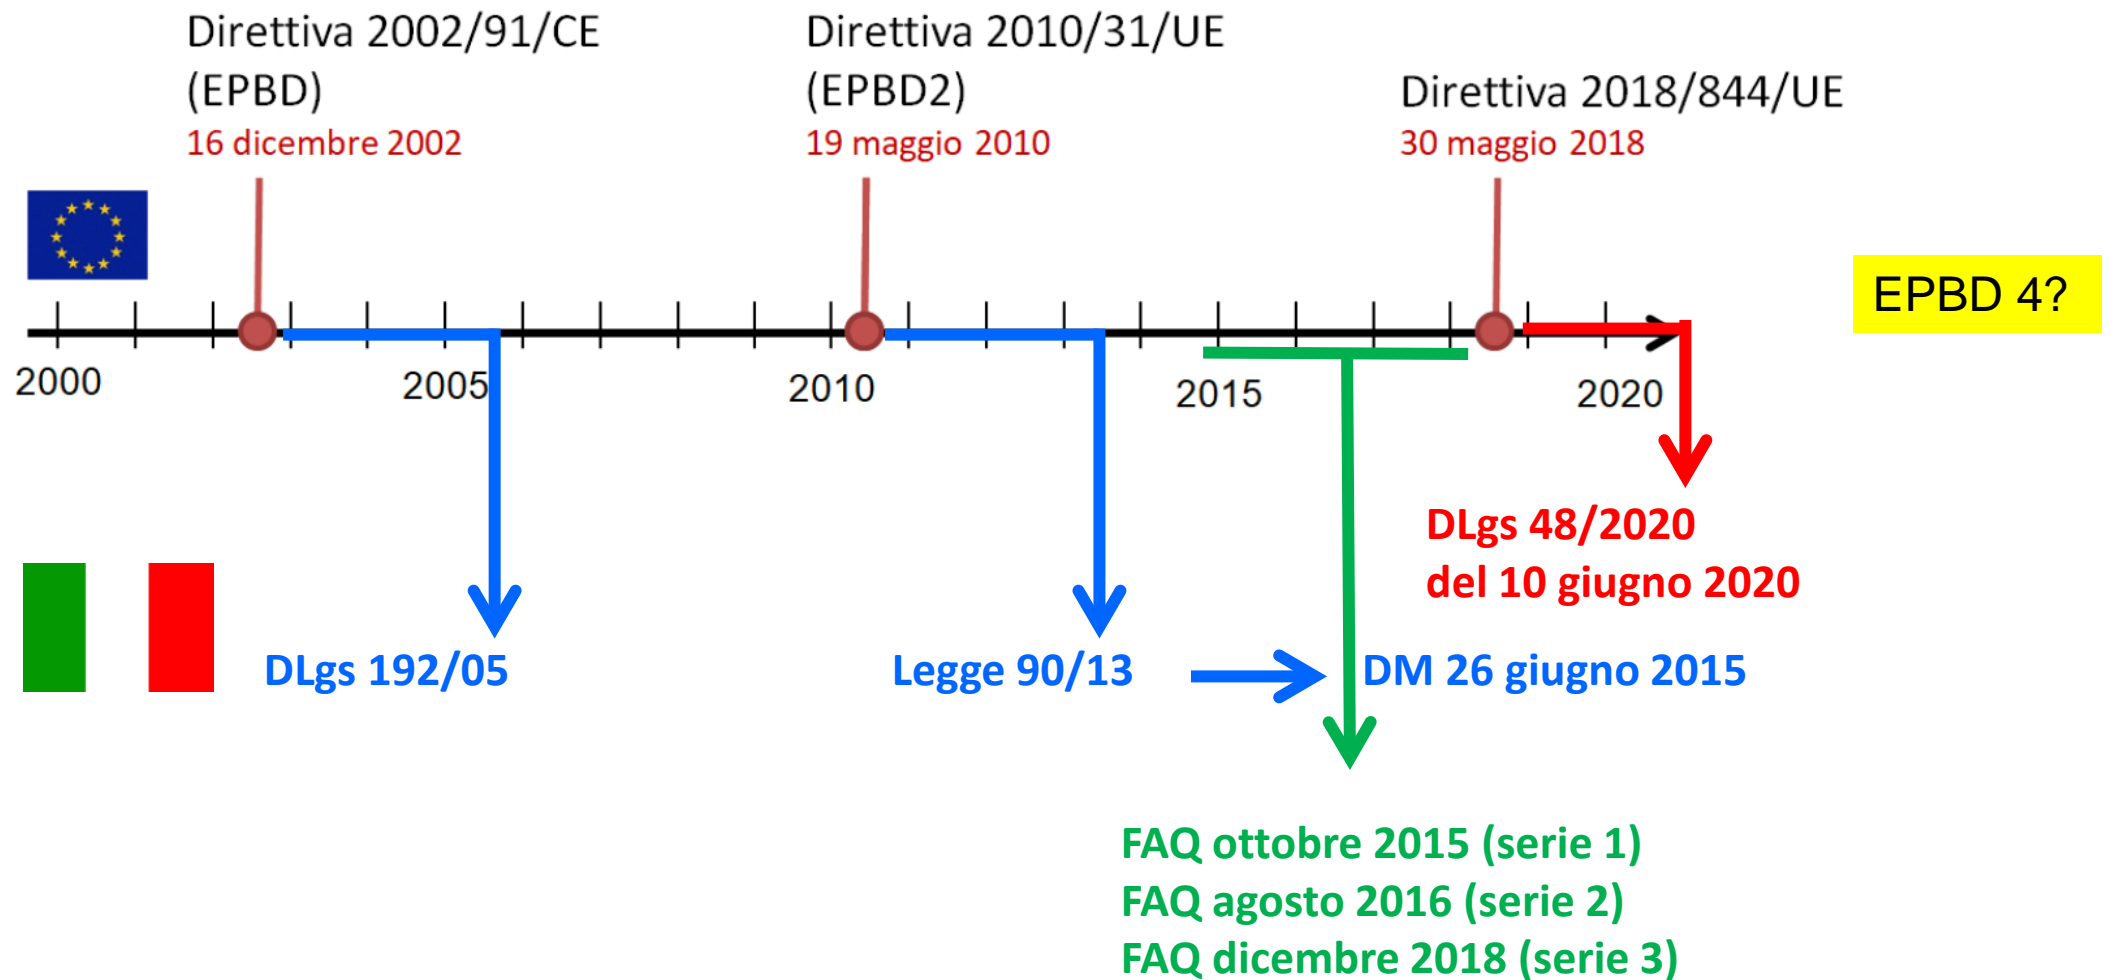 Direttiva 2002/91/CE
(EPBD)
16 dicembre 2002
Direttiva 2010/31/UE
(EPBD2)
19 maggio 2010
Direttiva 2018/844/UE
30 maggio 2018
EPBD 4?
2000
2005
2010
2015
2020
DLgs 48/2020
del 10 giugno 2020
DLgs 192/05
Legge 90/13
DM 26 giugno 2015
FAQ ottobre 2015 (serie 1)
FAQ agosto 2016 (serie 2)
FAQ dicembre 2018 (serie 3)